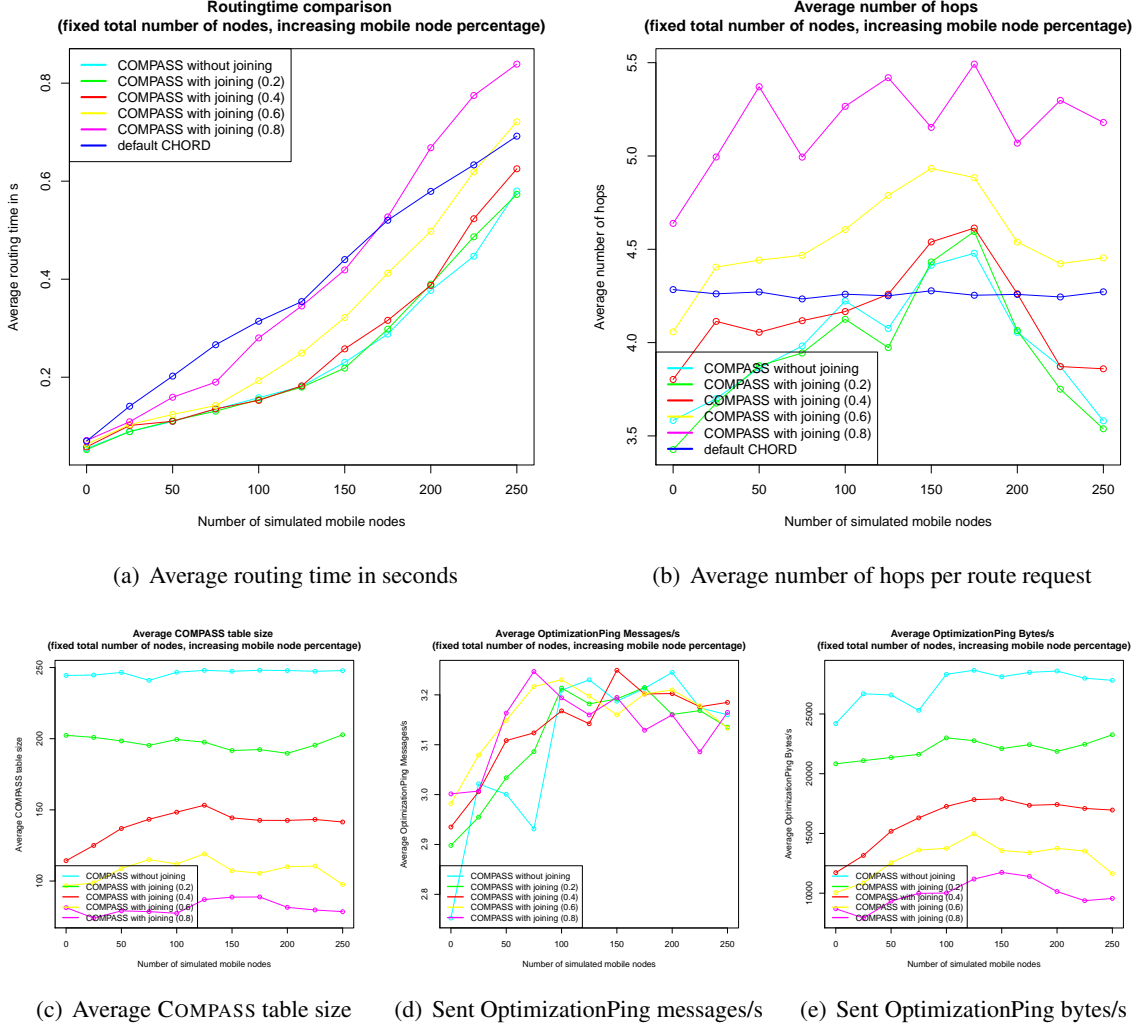 Routingtime comparison
(fixed total number of nodes, increasing mobile node percentage)
COMPASS without joining
COMPASS with joining (0.2)
COMPASS with joining (0.4)
COMPASS with joining (0.6)
COMPASS with joining (0.8)
default CHORD
Average routing time in s
0.8
0.6
0.4
0.2
0 50 100 150 200 250
Number of simulated mobile nodes
(a) Average routing time in seconds
Average number of hops
(fixed total number of nodes, increasing mobile node percentage)
Average number of hops
5.5
5.0
4.5
4.0
3.5
COMPASS without joining
COMPASS with joining (0.2)
COMPASS with joining (0.4)
COMPASS with joining (0.6)
COMPASS with joining (0.8)
default CHORD
0 50 100 150 200 250
Number of simulated mobile nodes
(b) Average number of hops per route request
Average COMPASS table size
(fixed total number of nodes, increasing mobile node percentage)
Average COMPASS table size
250
200
150
100
COMPASS without joining
COMPASS with joining (0.2)
COMPASS with joining (0.4)
COMPASS with joining (0.6)
COMPASS with joining (0.8)
0 50 100 150 200 250
Number of simulated mobile nodes
(c) Average COMPASS table size
Average OptimizationPing Messages/s
(fixed total number of nodes, increasing mobile node percentage)
Average OptimizationPing Messages/s
3.2
3.1
3.0
2.9
2.8
COMPASS without joining
COMPASS with joining (0.2)
COMPASS with joining (0.4)
COMPASS with joining (0.6)
COMPASS with joining (0.8)
0 50 100 150 200 250
Number of simulated mobile nodes
(d) Sent OptimizationPing messages/s
Average OptimizationPing Bytes/s
(fixed total number of nodes, increasing mobile node percentage)
Average OptimizationPing Bytes/s
25000
20000
15000
10000
COMPASS without joining
COMPASS with joining (0.2)
COMPASS with joining (0.4)
COMPASS with joining (0.6)
COMPASS with joining (0.8)
0 50 100 150 200 250
Number of simulated mobile nodes
(e) Sent OptimizationPing bytes/s